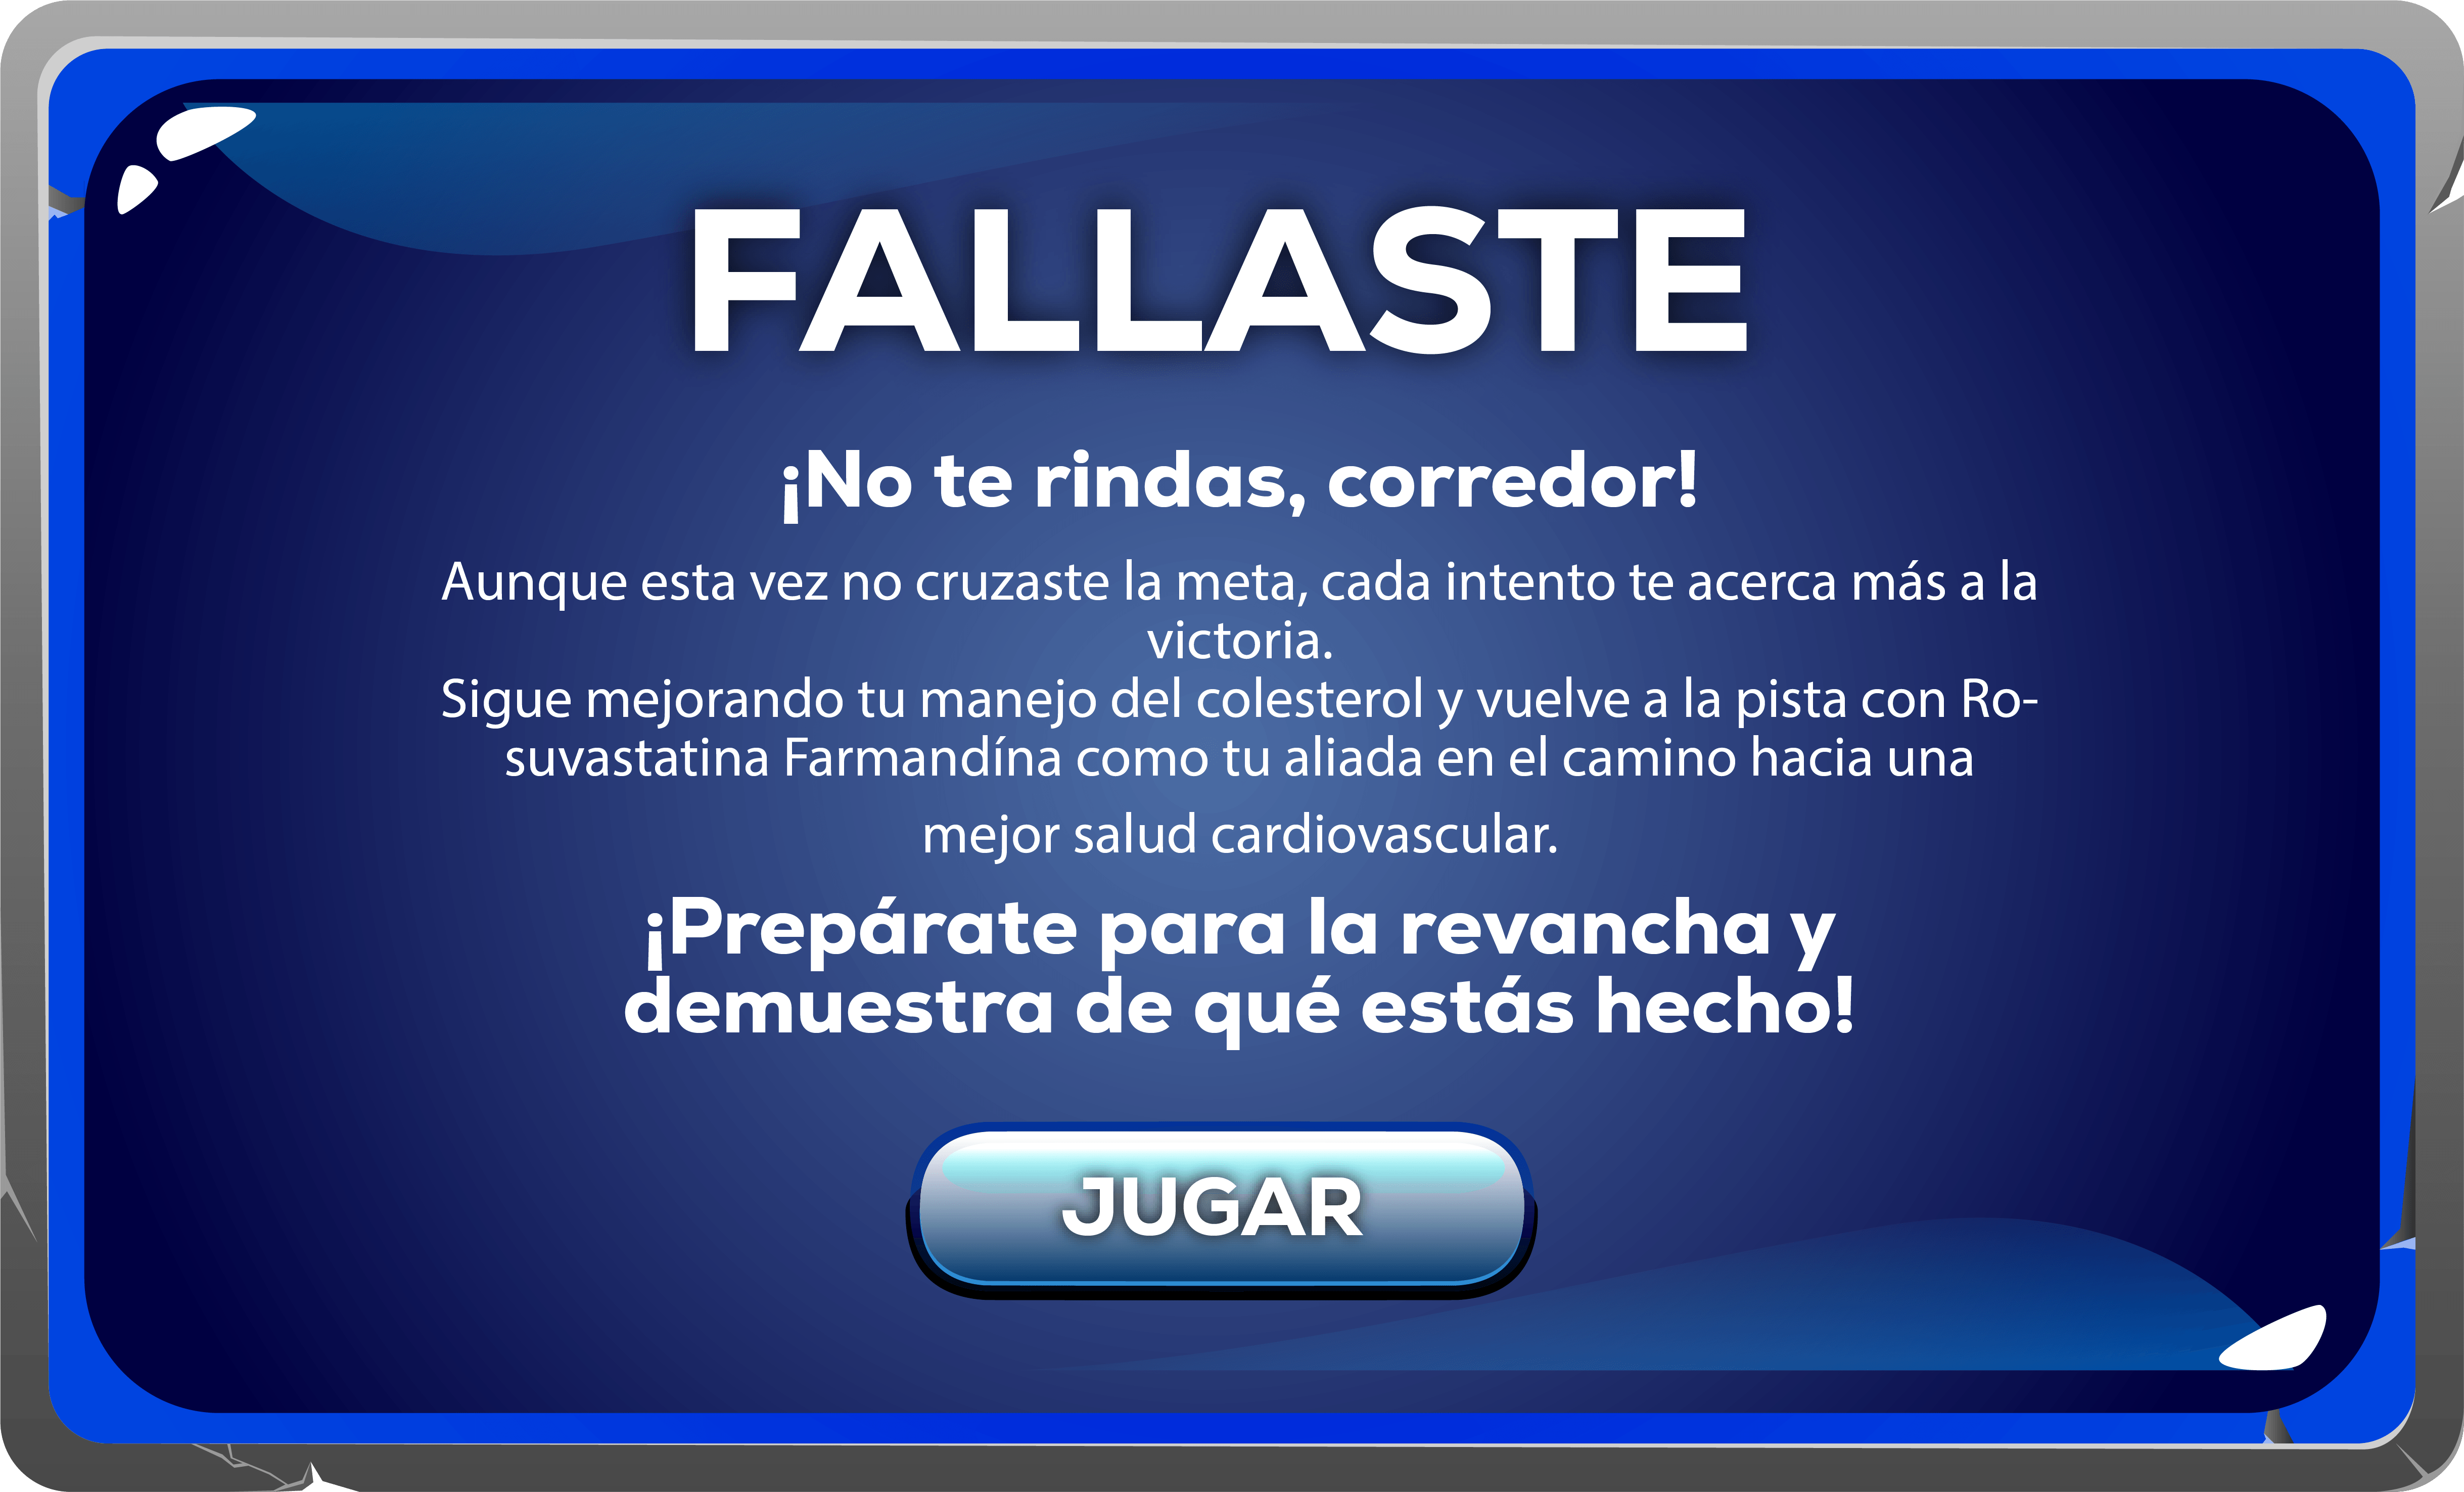 FALLASTE
¡No te rindas, corredor!
Aunque esta vez no cruzaste la meta, cada intento te acerca más a la
victoria.
Sigue mejorando tu manejo del colesterol y vuelve a la pista con Ro-
suvastatina Farmandína como tu aliada en el camino hacia una
mejor salud cardiovascular.
¡Prepárate para la revancha y
demuestra de qué estás hecho!
JUGAR